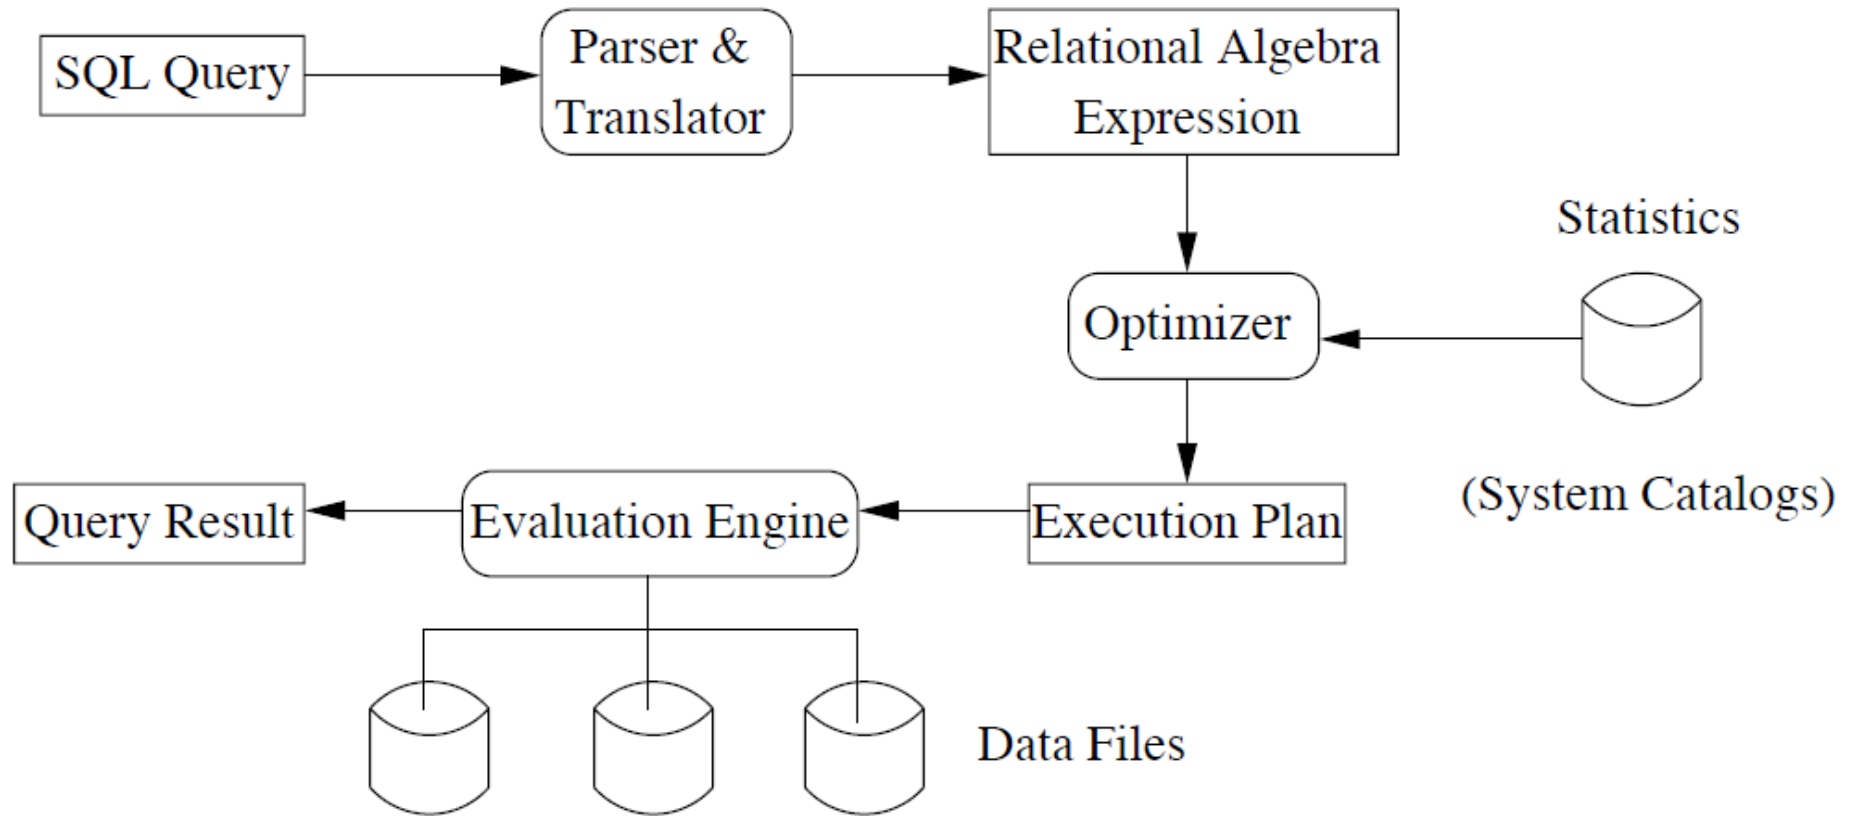 SQL Query
Parser &
Translator
Relational Algebra
Expression
Statistics
Optimizer
(System Catalogs)
Query Result
Evaluation Engine
Execution Plan
Data Files